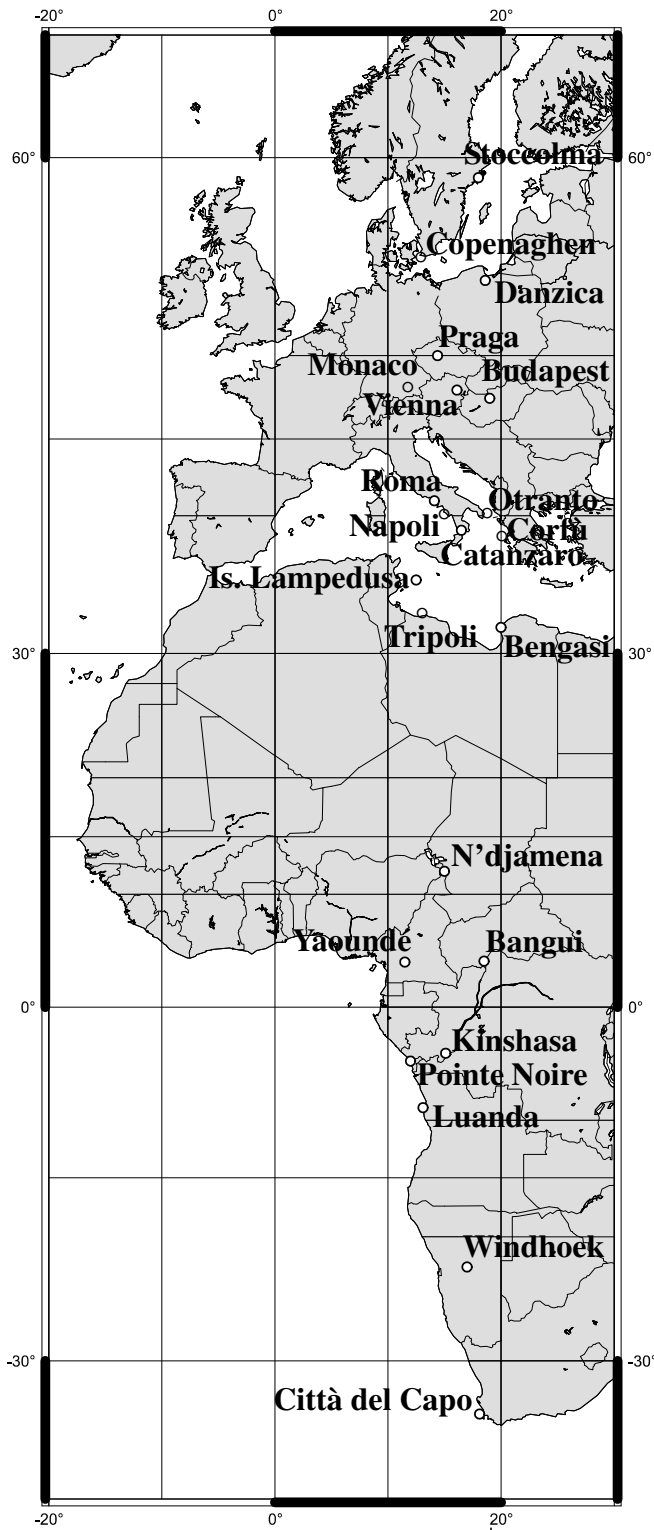 -20° 0° 20°
60°
Stoccolma
Copenaghen
Danzica
Praga
Monaco
Budapest
Vienna
Roma
Otranto
Napoli
Corfù
Catanzaro
Is. Lampedusa
Tripoli
Bengasi
30° 30°
N'djamena
Yaoundé
Bangui
0° 0°
Kinshasa
Pointe Noire
Luanda
Windhoek
-30° -30°
Città del Capo
-20° 0° 20°